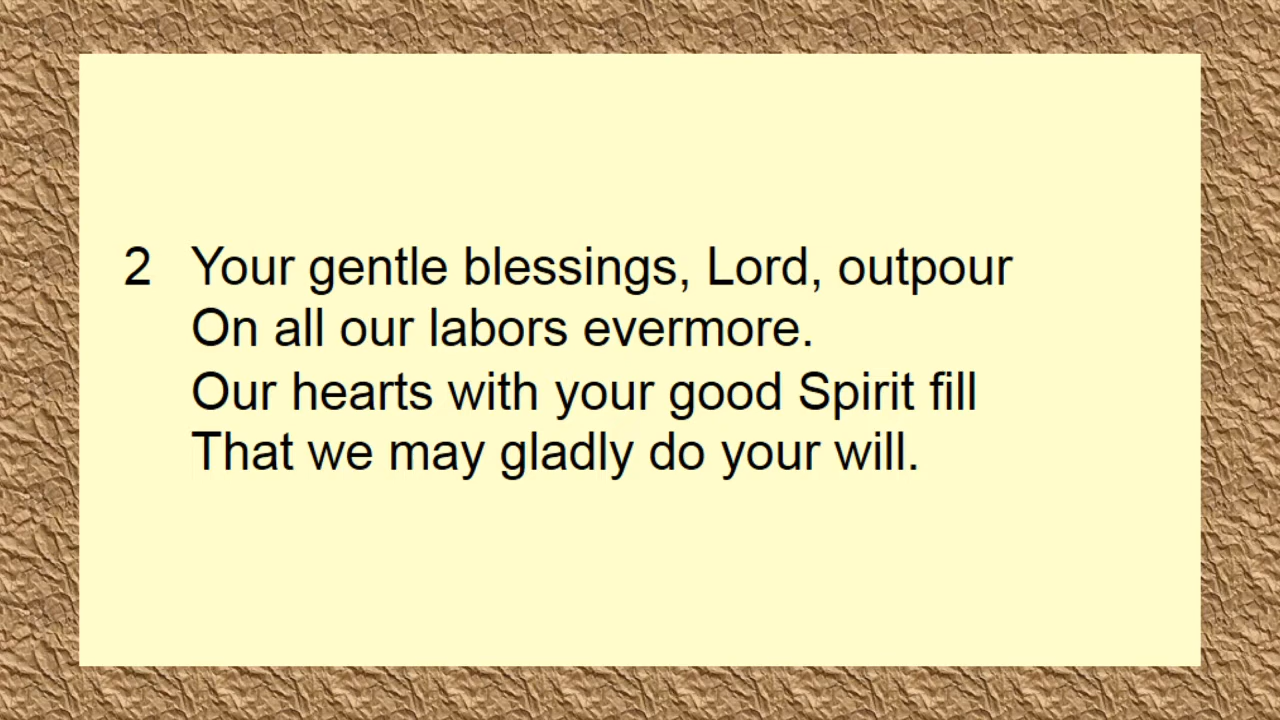 2 Your gentle blessings, Lord, outpour
On all our labors evermore.
Our hearts with your good Spirit fill
That we may gladly do your will.